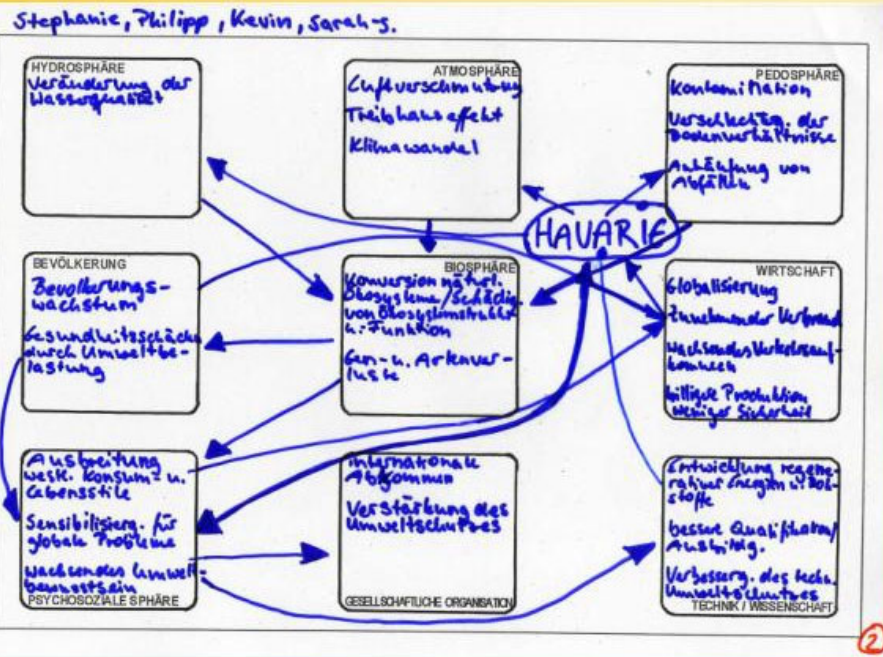 Stephanie, Philipp, Kevin, Sarah-S.
HYDROSPHÄRE
Veränderung der
Wasserqualität
ATMOSPHÄRE
Luftverschmutzung
Treibhauseffekt
Klimawandel
PEDOSPHÄRE
Kontamination
Verschlechterg. der
Bodenverhältnisse
Anhäufung von
Abfällen
HAVARIE
BEVÖLKERUNG
Bevölkerungs-
wachstum
Gesundheitsschäden
durch Umweltbe-
lastung
BIOSPHÄRE
Konversion natürl.
Ökosysteme/Schädig.
von Ökosystemstruktur
u. -Funktion
Gen- u. Artenver-
luste
WIRTSCHAFT
Globalisierung
Zunehmender Verbrauch
wachsendes Verkehrsauf-
kommen
billigste Produktion
weniger Sicherheit
Ausbreitung
westl. Konsum- u.
Lebensstile
Sensibilisierg. für
globale Probleme
wachsendes Umwelt-
bewusstsein
PSYCHOSOZIALE SPHÄRE
internationale
Abkommen
Verstärkung des
Umweltschutzes
GESELLSCHAFTLICHE ORGANISATION
Entwicklung regene-
rativer Energien u. Roh-
stoffe
bessere Qualifikation/
Ausbildg.
Verbesserg. des techn.
Umweltschutzes
TECHNIK / WISSENSCHAFT
2